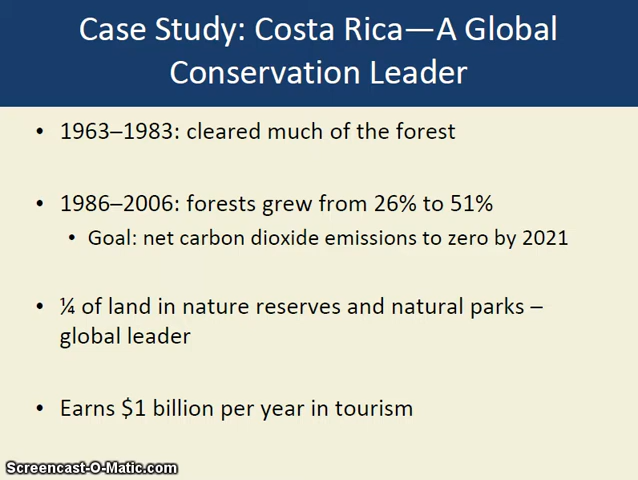 Case Study: Costa Rica—A Global
Conservation Leader
• 1963–1983: cleared much of the forest
• 1986–2006: forests grew from 26% to 51%
• Goal: net carbon dioxide emissions to zero by 2021
• ¼ of land in nature reserves and natural parks –
global leader
• Earns $1 billion per year in tourism
Screencast-O-Matic.com